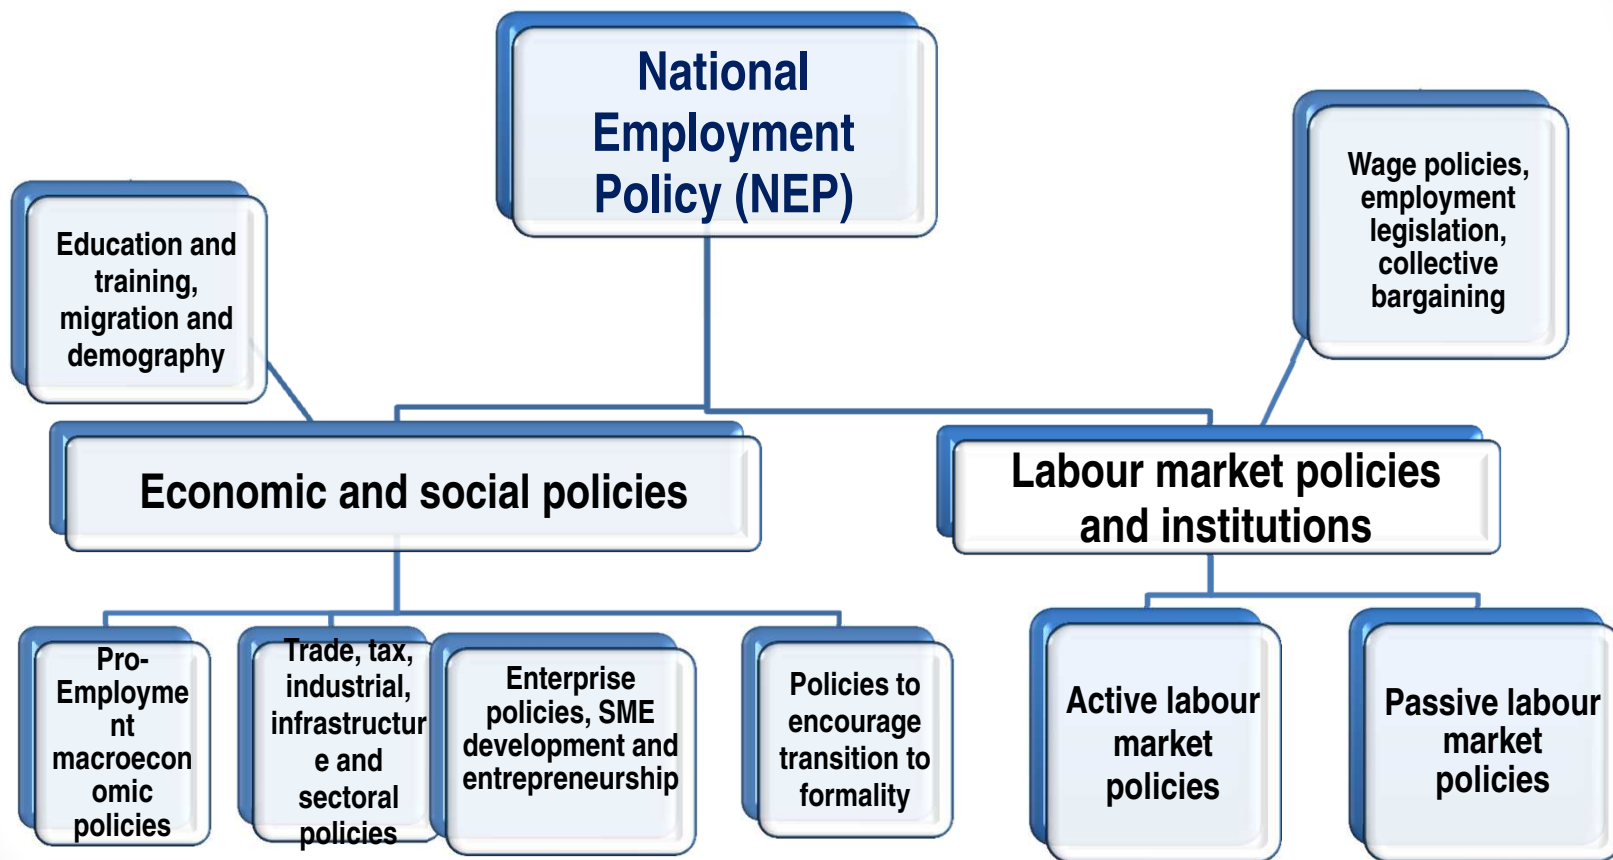 National
Employment
Policy (NEP)
Wage policies,
employment
legislation,
collective
bargaining
Education and
training,
migration and
demography
Economic and social policies
Labour market policies
and institutions
Pro-
Employme
nt
macroecon
omic
policies
Trade, tax,
industrial,
infrastructur
e and
sectoral
policies
Enterprise
policies, SME
development and
entrepreneurship
Policies to
encourage
transition to
formality
Active labour
market
policies
Passive labour
market
policies